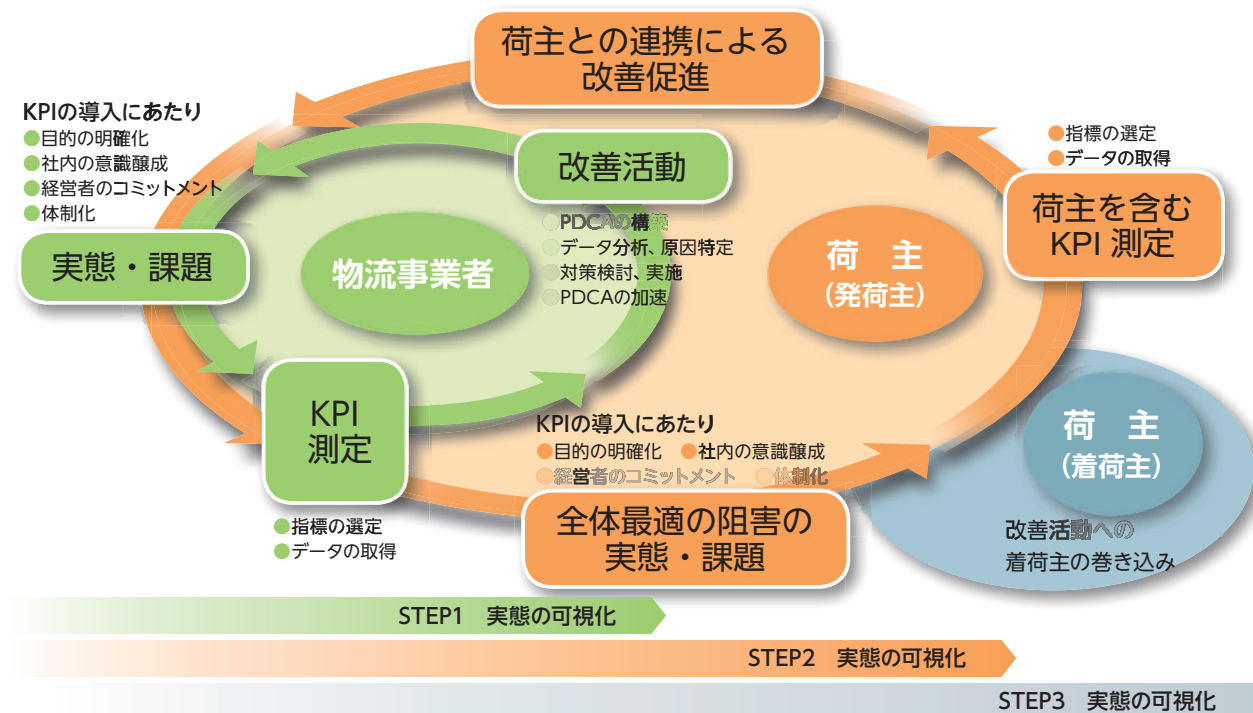 荷主との連携による
改善促進
KPIの導入にあたり
●目的の明確化
●社内の意識醸成
●経営者のコミットメント
●体制化
実態・課題
改善活動
●PDCAの構築
●データ分析、原因特定
●対策検討、実施
●PDCAの加速
物流事業者
荷 主
(発荷主)
●指標の選定
●データの取得
荷主を含む
KPI 測定
KPI
測定
●指標の選定
●データの取得
KPIの導入にあたり
●目的の明確化 ●社内の意識醸成
●経営者のコミットメント ●体制化
全体最適の阻害の
実態・課題
荷 主
(着荷主)
改善活動への
着荷主の巻き込み
STEP1 実態の可視化
STEP2 実態の可視化
STEP3 実態の可視化